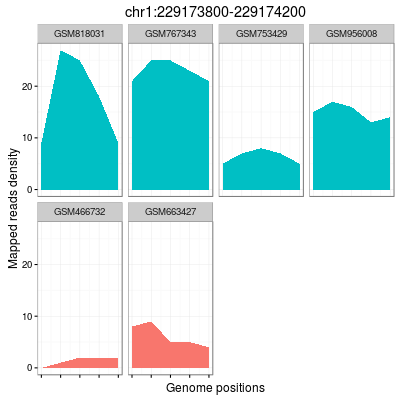 chr1:229173800-229174200
GSM818031 GSM767343 GSM753429 GSM956008
20
10
0
GSM466732 GSM663427
20
10
0
Mapped reads density
Genome positions